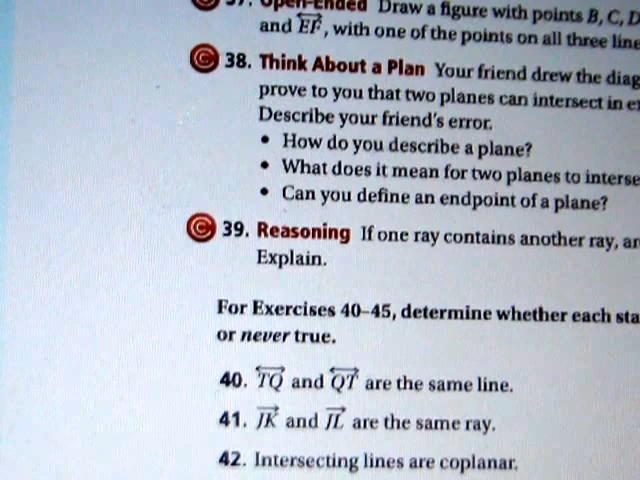 37. Open-Ended Draw a figure with points B, C, D
and EF, with one of the points on all three line
© 38. Think About a Plan Your friend drew the diag
prove to you that two planes can intersect in e
Describe your friend's error.
• How do you describe a plane?
• What does it mean for two planes to interse
• Can you define an endpoint of a plane?
© 39. Reasoning If one ray contains another ray, ar
Explain.
For Exercises 40–45, determine whether each sta
or never true.
40. TQ and QT are the same line.
41. JK and JL are the same ray.
42. Intersecting lines are coplanar.